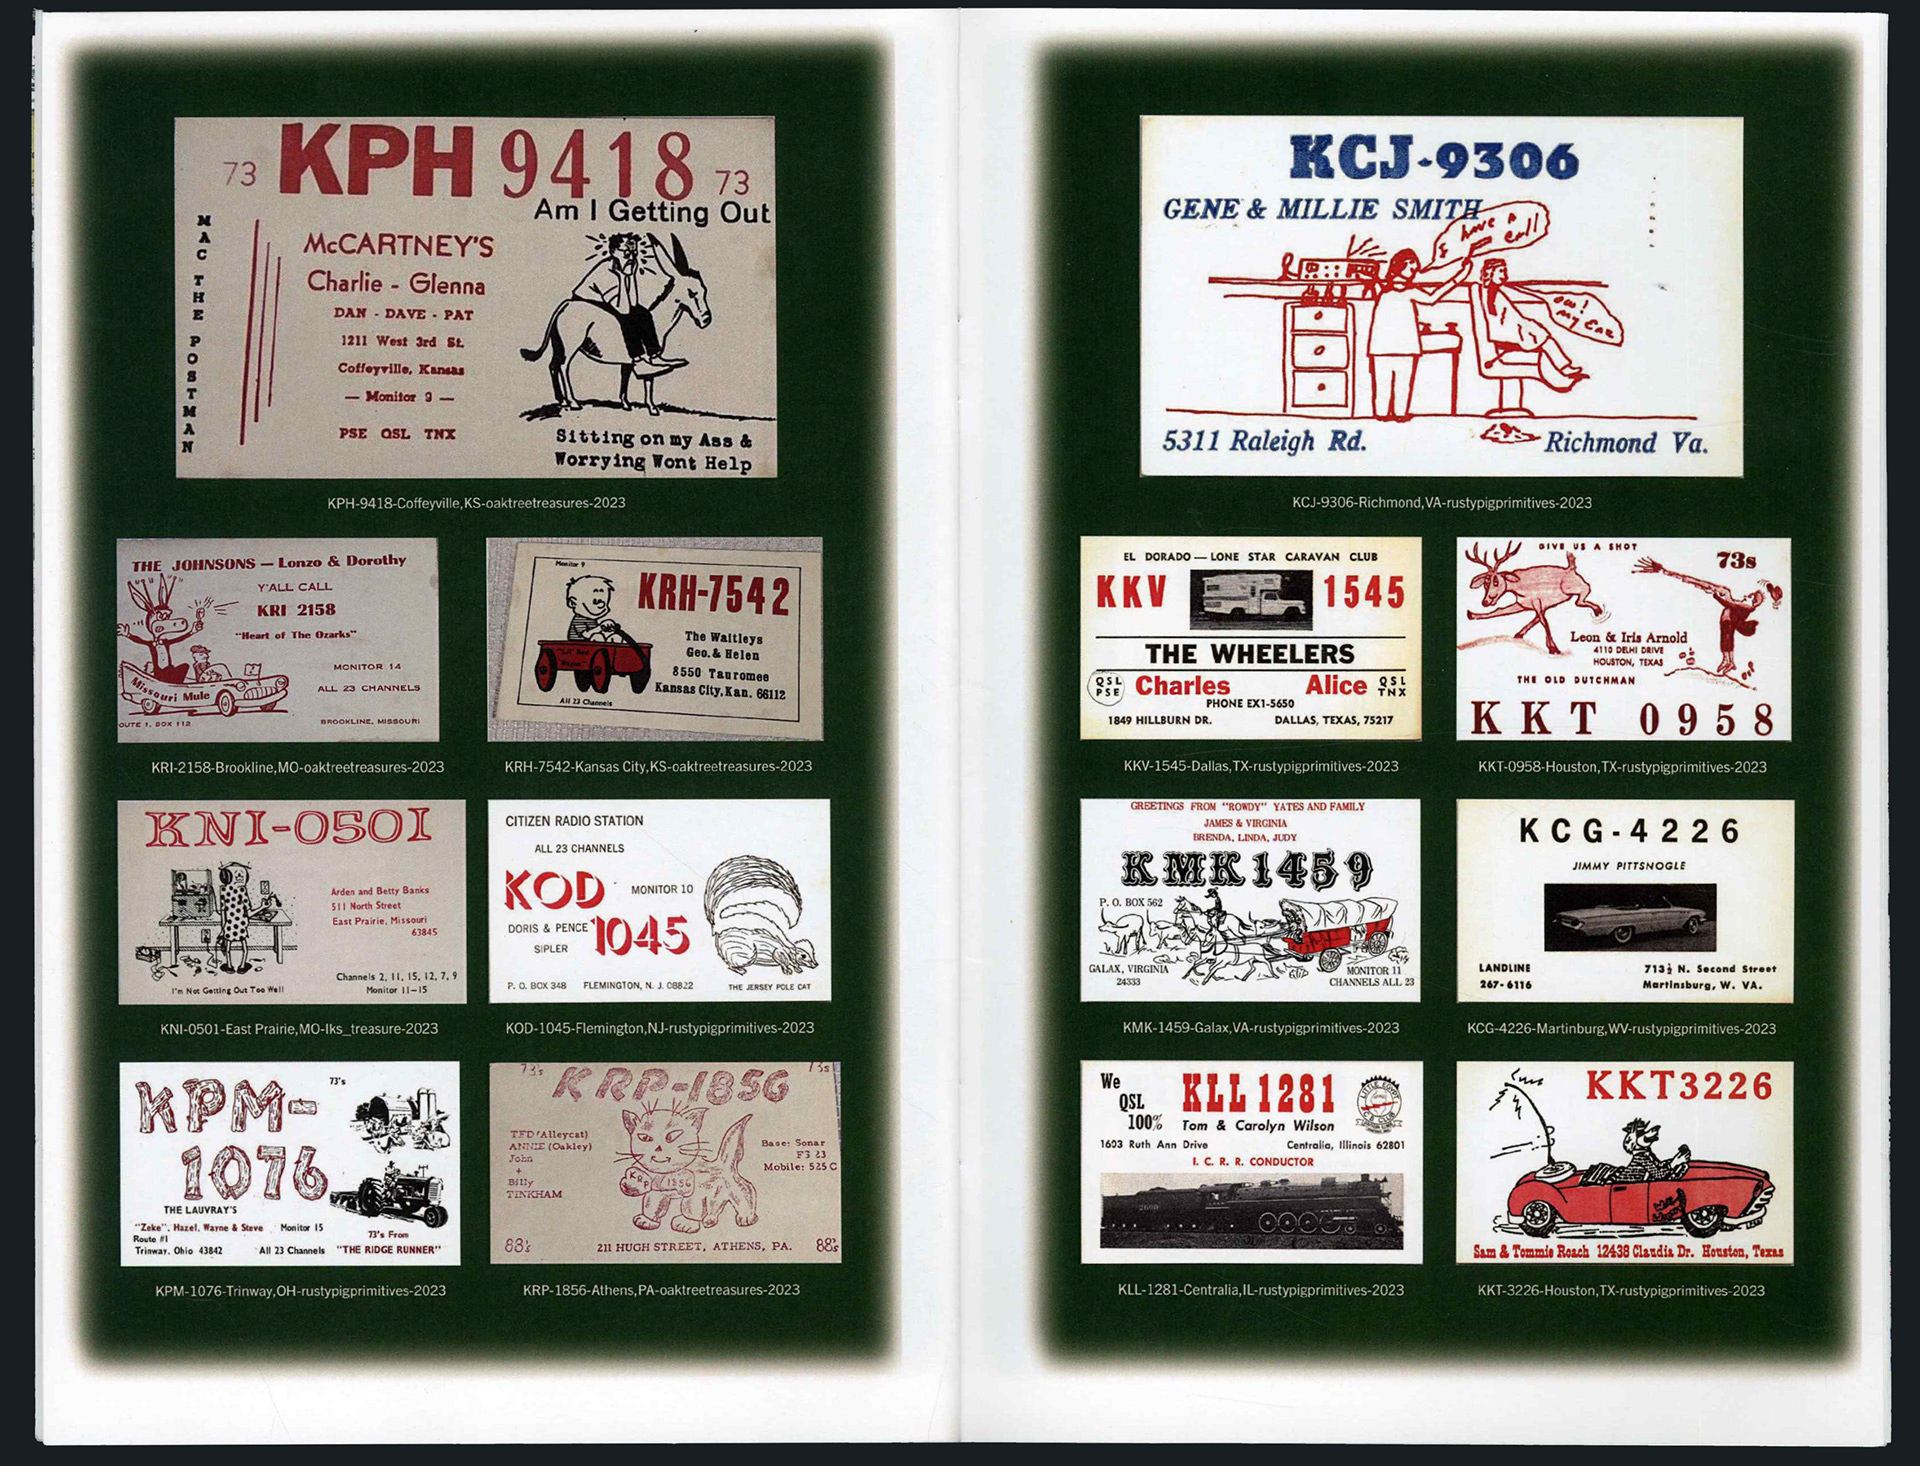 73 KPH 9418 73
Am I Getting Out
MAC THE POSTMAN
McCARTNEY'S
Charlie - Glenna
DAN - DAVE - PAT
1211 West 3rd St.
Coffeyville, Kansas
— Monitor 9 —
PSE QSL TNX
Sitting on my Ass &
Worrying Wont Help
KPH-9418-Coffeyville,KS-oaktreetreasures-2023
THE JOHNSONS — Lonzo & Dorothy
Y'ALL CALL
KRI 2158
"Heart of The Ozarks"
MONITOR 14
ALL 23 CHANNELS
Missouri Mule
OUTE 1, BOX 112
BROOKLINE, MISSOURI
KRI-2158-Brookline,MO-oaktreetreasures-2023
Monitor 9
KRH-7542
The Waitleys
Geo. & Helen
8550 Tauromee
Kansas City, Kan. 66112
"Lil' Red
Wagon"
All 23 Channels
KRH-7542-Kansas City,KS-oaktreetreasures-2023
KNI-0501
Arden and Betty Banks
511 North Street
East Prairie, Missouri
63845
Channels 2, 11, 15, 12, 7, 9
Monitor 11-15
I'm Not Getting Out Too Well
KNI-0501-East Prairie,MO-lks_treasure-2023
CITIZEN RADIO STATION
ALL 23 CHANNELS
KOD
MONITOR 10
DORIS & PENCE
SIPLER
1045
P. O. BOX 348 FLEMINGTON, N. J. 08822
THE JERSEY POLE CAT
KOD-1045-Flemington,NJ-rustypigprimitives-2023
KPM-
1076
73's
THE LAUVRAY'S
"Zeke", Hazel, Wayne & Steve Monitor 15
Route #1
Trinway, Ohio 43842 All 23 Channels
73's From
"THE RIDGE RUNNER"
KPM-1076-Trinway,OH-rustypigprimitives-2023
73's KRP-1856 73s
TED (Alleycat)
ANNIE (Oakley)
John
+
Billy
TINKHAM
Base: Sonar
F3 23
Mobile: 525 C
KRP 1856
88's 211 HUGH STREET, ATHENS, PA. 88's
KRP-1856-Athens,PA-oaktreetreasures-2023
KCJ-9306
GENE & MILLIE SMITH
I have a
call
ow!
my Ear
5311 Raleigh Rd. Richmond Va.
KCJ-9306-Richmond,VA-rustypigprimitives-2023
EL DORADO — LONE STAR CARAVAN CLUB
KKV 1545
THE WHEELERS
QSL
PSE
Charles Alice
QSL
TNX
PHONE EX1-5650
1849 HILLBURN DR. DALLAS, TEXAS, 75217
KKV-1545-Dallas,TX-rustypigprimitives-2023
GIVE US A SHOT
73s
Leon & Iris Arnold
4110 DELHI DRIVE
HOUSTON, TEXAS
THE OLD DUTCHMAN
KKT 0958
KKT-0958-Houston,TX-rustypigprimitives-2023
GREETINGS FROM "ROWDY" YATES AND FAMILY
JAMES & VIRGINIA
BRENDA, LINDA, JUDY
KMK 1459
P. O. BOX 562
GALAX, VIRGINIA
24333
MONITOR 11
CHANNELS ALL 23
KMK-1459-Galax,VA-rustypigprimitives-2023
KCG-4226
JIMMY PITTSNOGLE
LANDLINE
267-6116
713½ N. Second Street
Martinsburg, W. VA.
KCG-4226-Martinburg,WV-rustypigprimitives-2023
We
QSL
100%
KLL 1281
Tom & Carolyn Wilson
1603 Ruth Ann Drive Centralia, Illinois 62801
I. C. R. R. CONDUCTOR
LITTLE EGYPT
2600
KLL-1281-Centralia,IL-rustypigprimitives-2023
KKT3226
Sam & Tommie Roach 12438 Claudia Dr. Houston, Texas
KKT-3226-Houston,TX-rustypigprimitives-2023